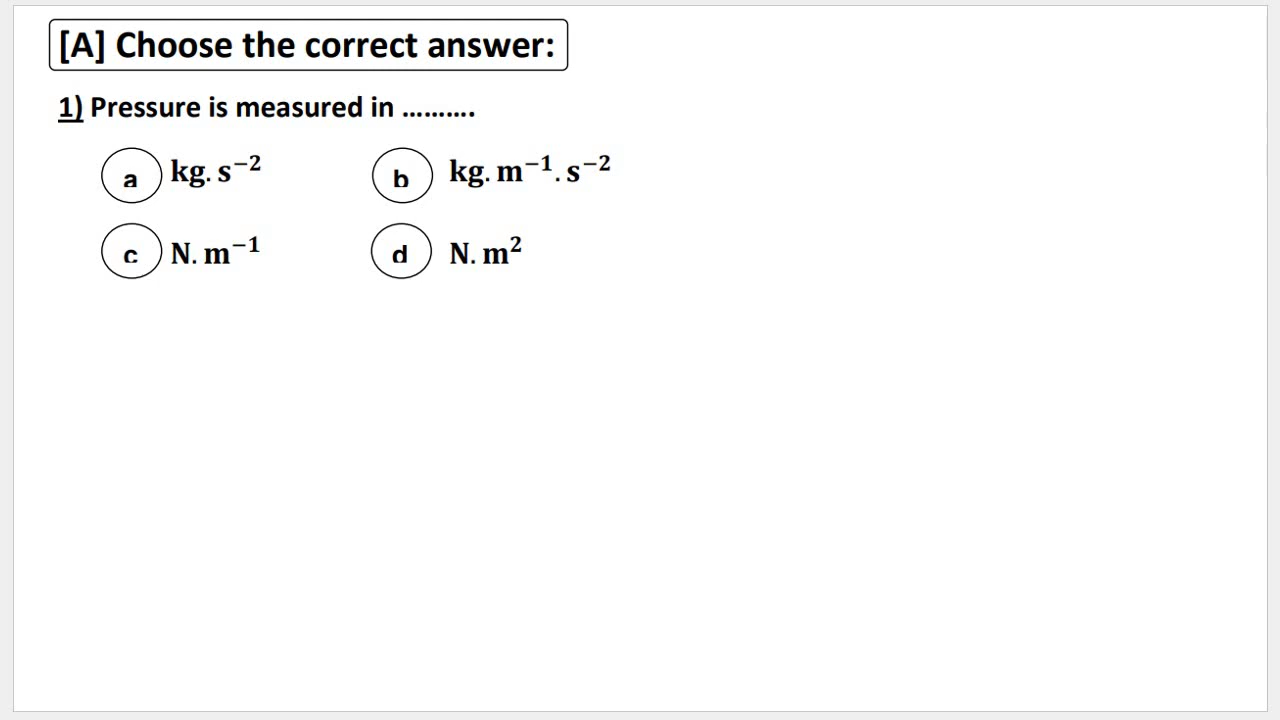 [A] Choose the correct answer:
1) Pressure is measured in ..........
a kg. s⁻² b kg. m⁻¹. s⁻²
c N. m⁻¹ d N. m²